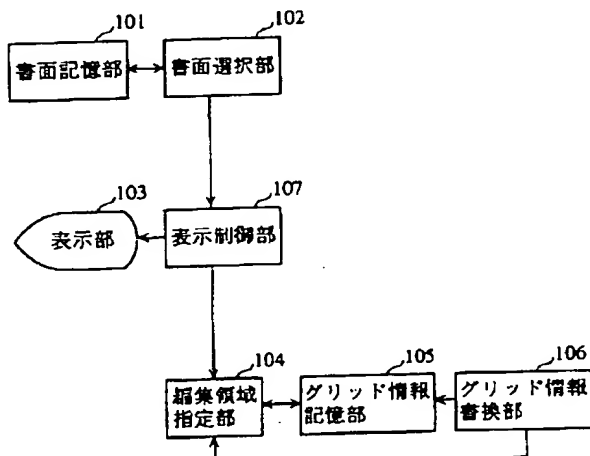 101
102
書面記憶部
書面選択部
103
107
表示部
表示制御部
104
105
106
編集領域
指定部
グリッド情報
記憶部
グリッド情報
書換部